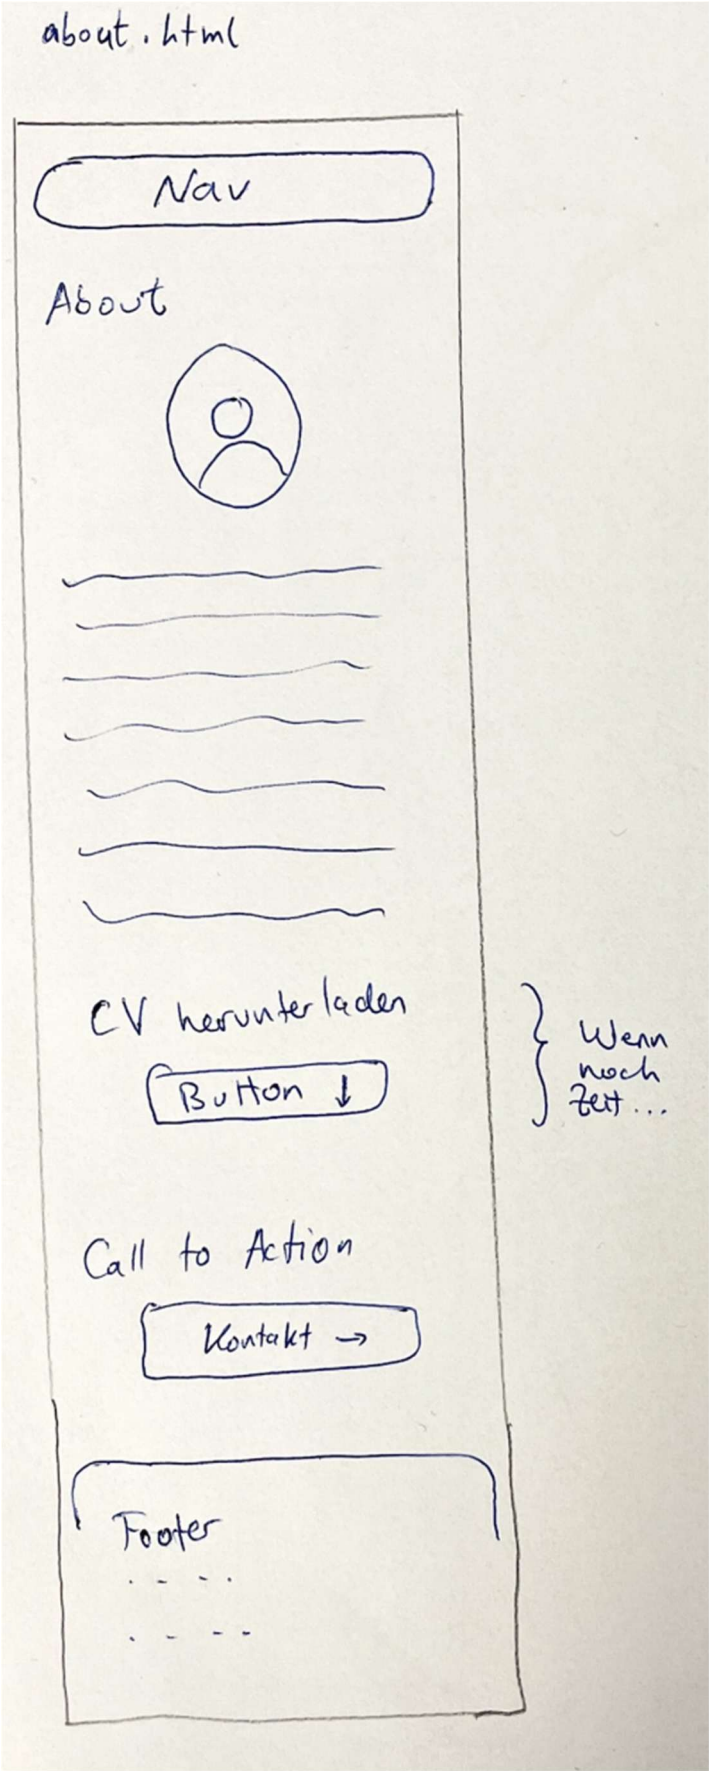 about.html
Nav
About
CV herunterladen
Button ↓
Wenn
noch
Zeit...
Call to Action
Kontakt →
Footer